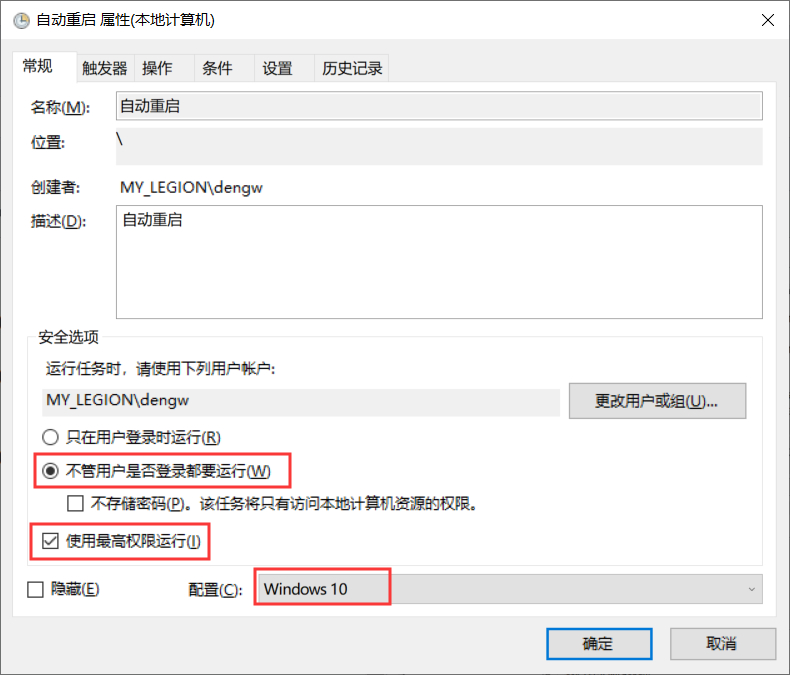 自动重启 属性(本地计算机)
常规 触发器 操作 条件 设置 历史记录
名称(M): 自动重启
位置: \
创建者: MY_LEGION\dengw
描述(D): 自动重启
安全选项
运行任务时，请使用下列用户帐户:
MY_LEGION\dengw 更改用户或组(U)...
只在用户登录时运行(R)
不管用户是否登录都要运行(W)
不存储密码(P)。该任务将只有访问本地计算机资源的权限。
使用最高权限运行(I)
隐藏(E) 配置(C): Windows 10
确定 取消